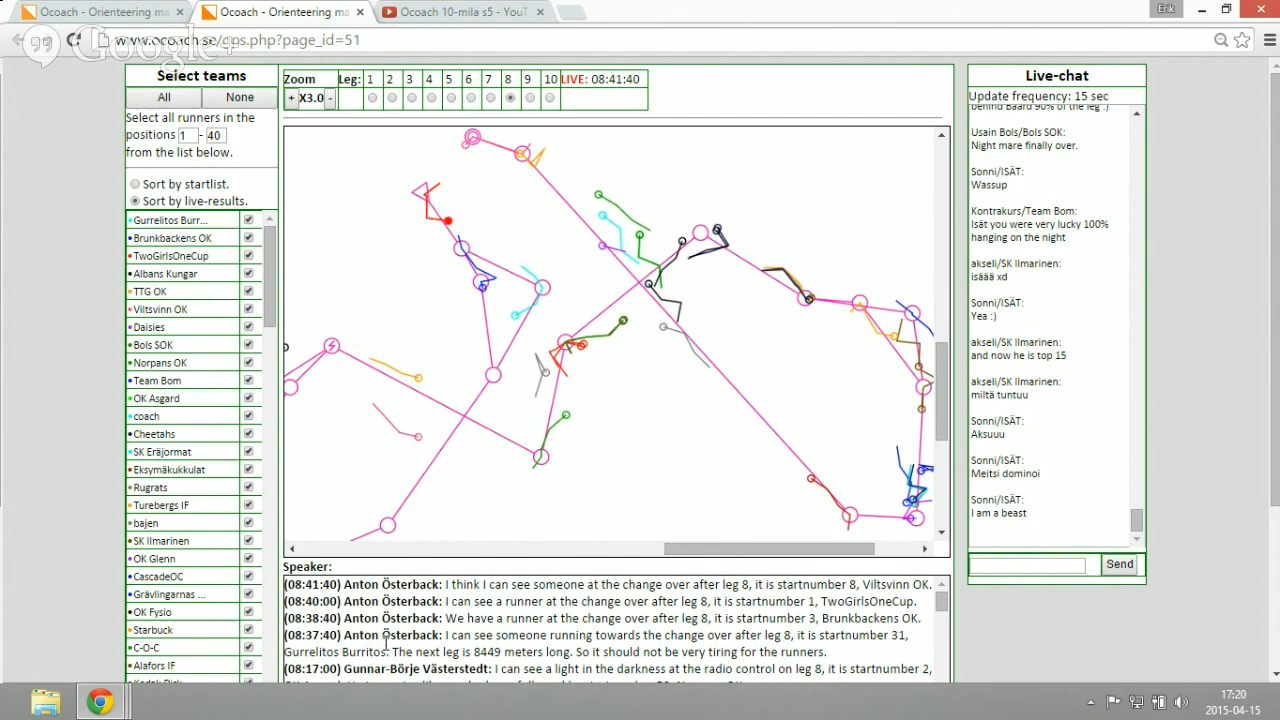 Ocoach - Orienteering ma
Ocoach - Orienteering ma
Ocoach 10-mila s5 - YouT
Erik
Google+
www.ocoach.se/ops.php?page_id=51
Select teams
All None
Select all runners in the
positions 1 - 40
from the list below.
Sort by startlist.
Sort by live-results.
Gurrelitos Burr...
Brunkbackens OK
TwoGirlsOneCup
Albans Kungar
TTG OK
Viltsvinn OK
Daisies
Bols SOK
Norpans OK
Team Bom
OK Asgard
coach
Cheetahs
SK Eräjormat
Eksymäkukkulat
Rugrats
Turebergs IF
bajen
SK Ilmarinen
OK Glenn
CascadeOC
Grävlingarnas ...
OK Fysio
Starbuck
C-O-C
Alafors IF
Zoom Leg: 1 2 3 4 5 6 7 8 9 10 LIVE: 08:41:40
+ X3.0 -
Speaker:
(08:41:40) Anton Österback: I think I can see someone at the change over after leg 8, it is startnumber 8, Viltsvinn OK.
(08:40:00) Anton Österback: I can see a runner at the change over after leg 8, it is startnumber 1, TwoGirlsOneCup.
(08:38:40) Anton Österback: We have a runner at the change over after leg 8, it is startnumber 3, Brunkbackens OK.
(08:37:40) Anton Österback: I can see someone running towards the change over after leg 8, it is startnumber 31,
Gurrelitos Burritos. The next leg is 8449 meters long. So it should not be very tiring for the runners.
(08:17:00) Gunnar-Börje Västerstedt: I can see a light in the darkness at the radio control on leg 8, it is startnumber 2,
Live-chat
Update frequency: 15 sec
behind Baard 90% of the leg :)
Usain Bols/Bols SOK:
Night mare finally over.
Sonni/ISÄT:
Wassup
Kontrakurs/Team Bom:
Isät you were very lucky 100%
hanging on the night
akseli/SK Ilmarinen:
isäää xd
Sonni/ISÄT:
Yea :)
akseli/SK Ilmarinen:
and now he is top 15
akseli/SK Ilmarinen:
miltä tuntuu
Sonni/ISÄT:
Aksuuu
Sonni/ISÄT:
Meitsi dominoi
Sonni/ISÄT:
I am a beast
Send
17:20
2015-04-15